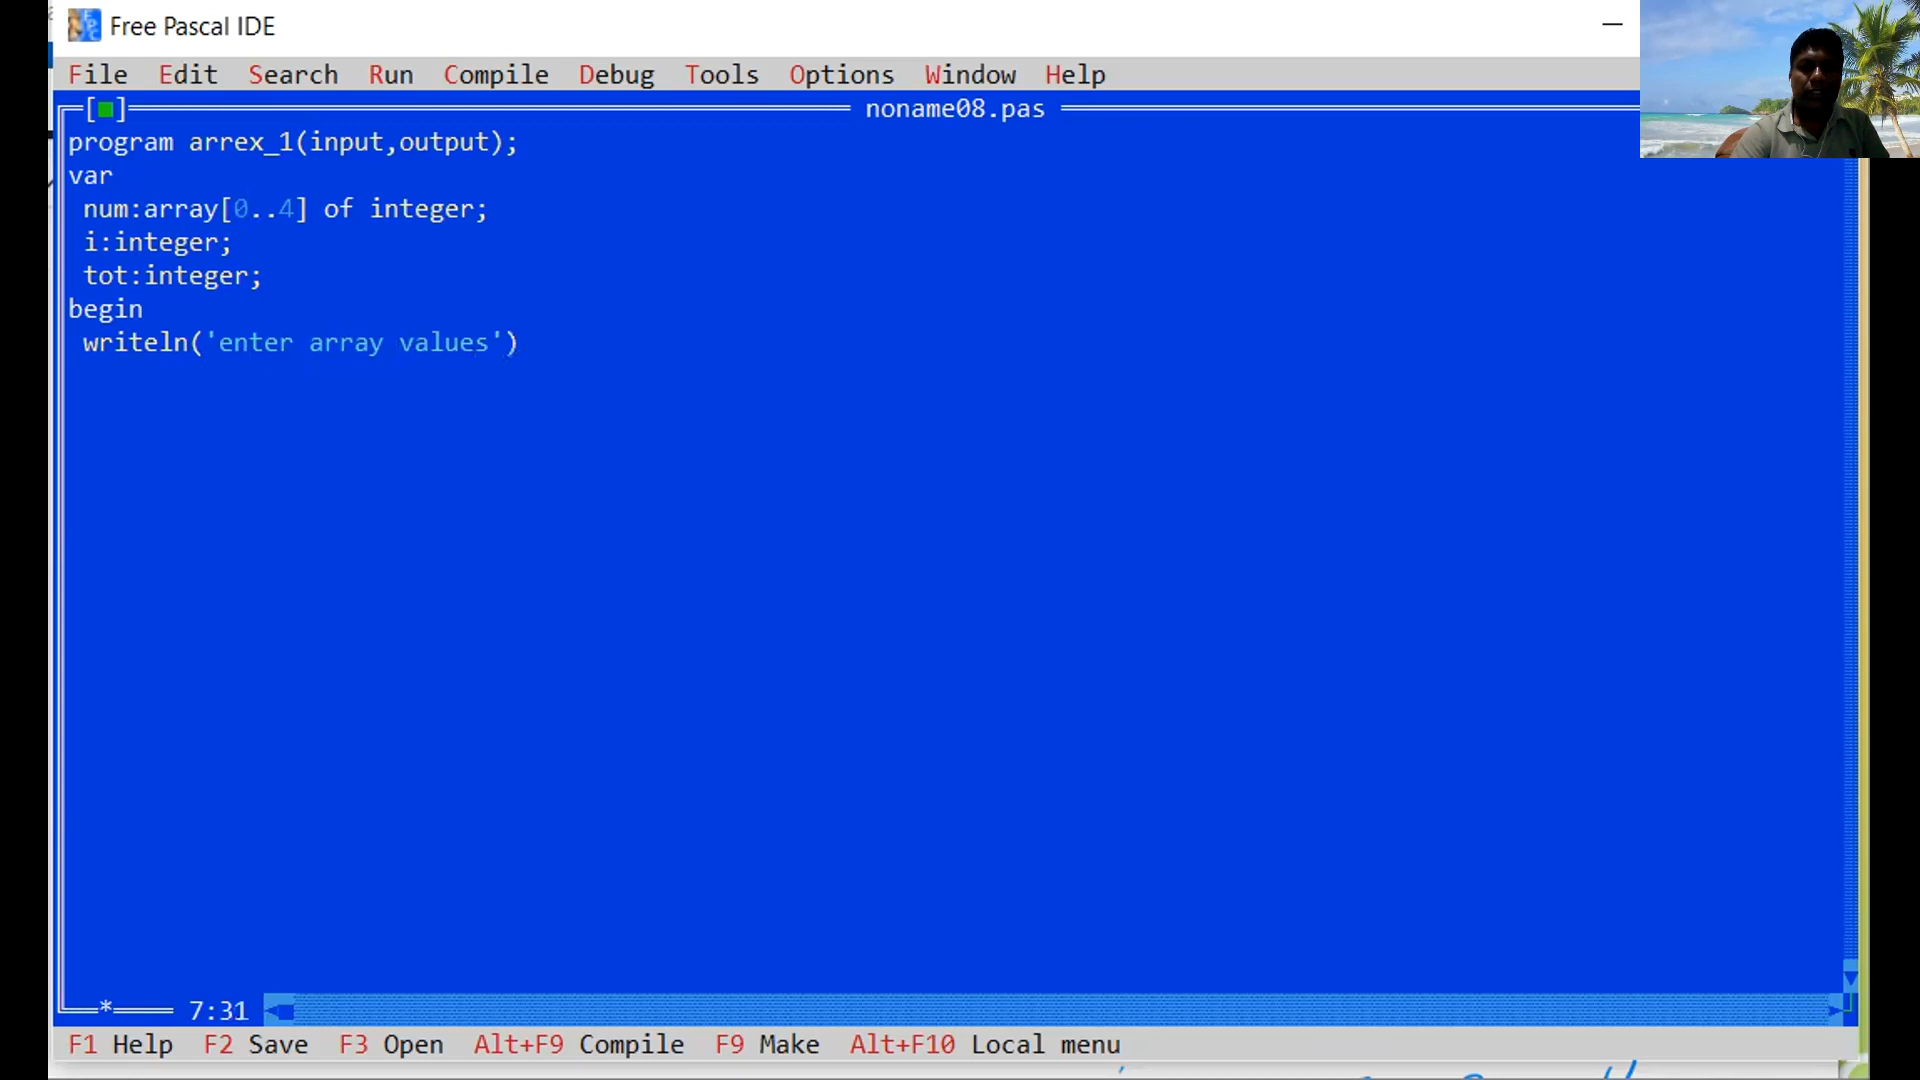 Free Pascal IDE
File Edit Search Run Compile Debug Tools Options Window Help
noname08.pas
program arrex_1(input,output);
var
num:array[0..4] of integer;
i:integer;
tot:integer;
begin
writeln('enter array values')
* 7:31
F1 Help F2 Save F3 Open Alt+F9 Compile F9 Make Alt+F10 Local menu